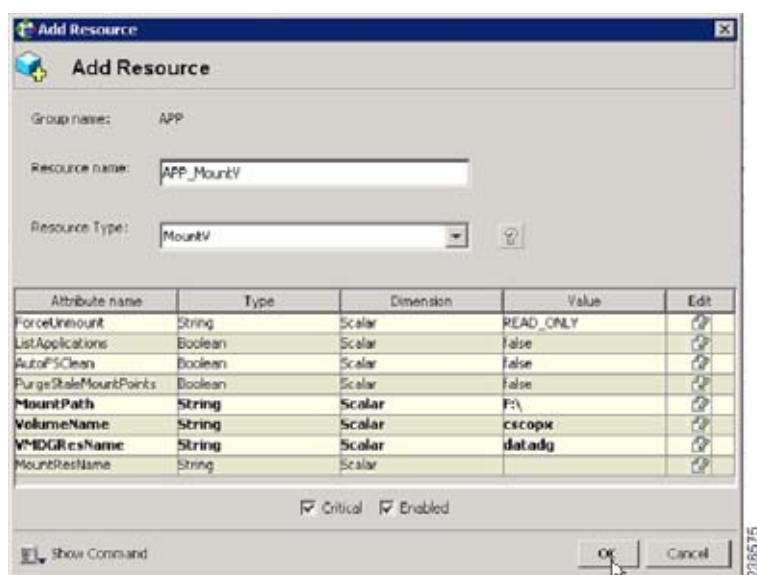 Add Resource
Add Resource
Group name: APP
Resource name: APP_MountV
Resource Type: MountV
Attribute name Type Dimension Value Edit
ForceUnmount String Scalar READ_ONLY
ListApplications Boolean Scalar false
AutoFSClean Boolean Scalar false
PurgeStaleMountPoints Boolean Scalar false
MountPath String Scalar F:\
VolumeName String Scalar cscopx
VMDGResName String Scalar datadg
MountResName String Scalar
Critical Enabled
Show Command OK Cancel
236575